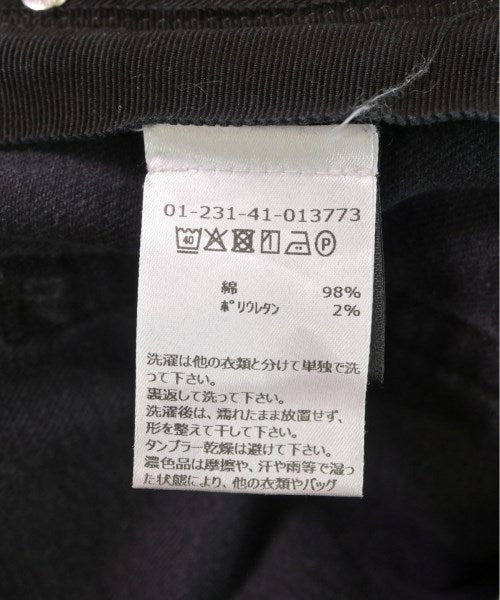 01-231-41-013773
40 P
綿 98%
ポリウレタン 2%
洗濯は他の衣類と分けて単独で洗
って下さい。
裏返して洗って下さい。
洗濯後は、濡れたまま放置せず、
形を整えて干して下さい。
タンブラー乾燥は避けて下さい。
濃色品は摩擦や、汗や雨等で湿っ
た状態により、他の衣類やバッグ